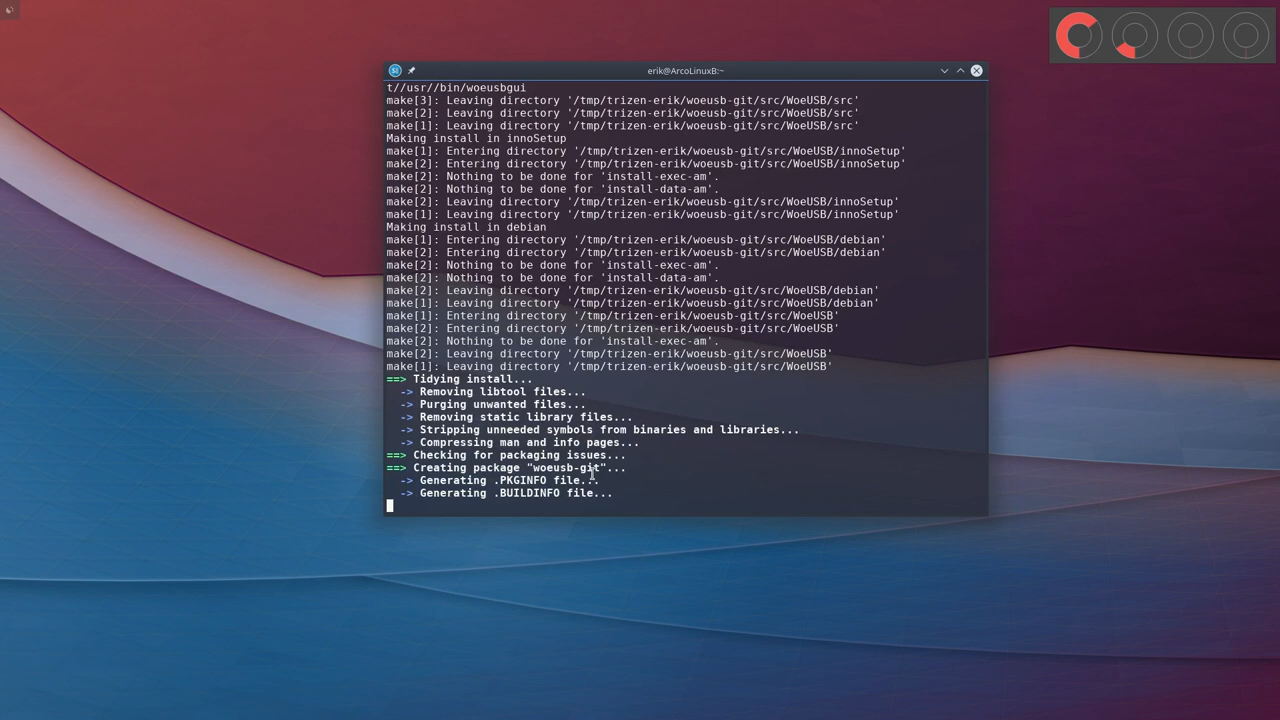 erik@ArcoLinuxB:~
t//usr//bin/woeusbgui
make[3]: Leaving directory '/tmp/trizen-erik/woeusb-git/src/WoeUSB/src'
make[2]: Leaving directory '/tmp/trizen-erik/woeusb-git/src/WoeUSB/src'
make[1]: Leaving directory '/tmp/trizen-erik/woeusb-git/src/WoeUSB/src'
Making install in innoSetup
make[1]: Entering directory '/tmp/trizen-erik/woeusb-git/src/WoeUSB/innoSetup'
make[2]: Entering directory '/tmp/trizen-erik/woeusb-git/src/WoeUSB/innoSetup'
make[2]: Nothing to be done for 'install-exec-am'.
make[2]: Nothing to be done for 'install-data-am'.
make[2]: Leaving directory '/tmp/trizen-erik/woeusb-git/src/WoeUSB/innoSetup'
make[1]: Leaving directory '/tmp/trizen-erik/woeusb-git/src/WoeUSB/innoSetup'
Making install in debian
make[1]: Entering directory '/tmp/trizen-erik/woeusb-git/src/WoeUSB/debian'
make[2]: Entering directory '/tmp/trizen-erik/woeusb-git/src/WoeUSB/debian'
make[2]: Nothing to be done for 'install-exec-am'.
make[2]: Nothing to be done for 'install-data-am'.
make[2]: Leaving directory '/tmp/trizen-erik/woeusb-git/src/WoeUSB/debian'
make[1]: Leaving directory '/tmp/trizen-erik/woeusb-git/src/WoeUSB/debian'
make[1]: Entering directory '/tmp/trizen-erik/woeusb-git/src/WoeUSB'
make[2]: Entering directory '/tmp/trizen-erik/woeusb-git/src/WoeUSB'
make[2]: Nothing to be done for 'install-exec-am'.
make[2]: Leaving directory '/tmp/trizen-erik/woeusb-git/src/WoeUSB'
make[1]: Leaving directory '/tmp/trizen-erik/woeusb-git/src/WoeUSB'
==> Tidying install...
-> Removing libtool files...
-> Purging unwanted files...
-> Removing static library files...
-> Stripping unneeded symbols from binaries and libraries...
-> Compressing man and info pages...
==> Checking for packaging issues...
==> Creating package "woeusb-git"...
-> Generating .PKGINFO file...
-> Generating .BUILDINFO file...